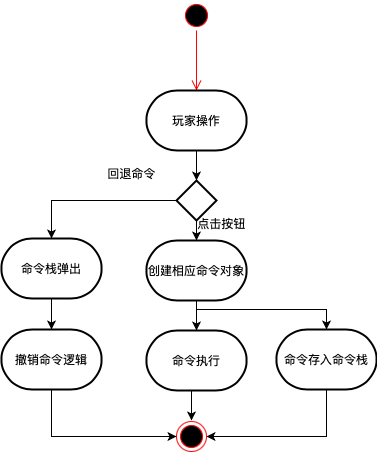 玩家操作
回退命令
点击按钮
命令栈弹出
创建相应命令对象
撤销命令逻辑
命令执行
命令存入命令栈